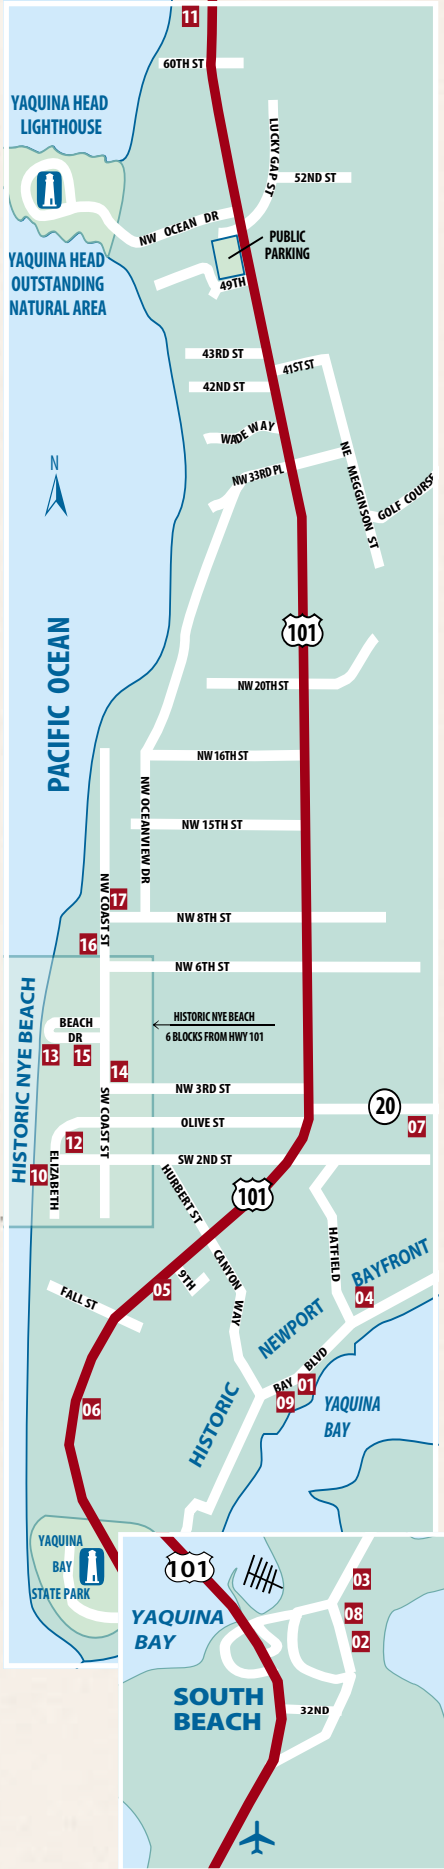 11
60TH ST
YAQUINA HEAD
LIGHTHOUSE
LUCKY GAP ST
52ND ST
NW OCEAN DR
PUBLIC
PARKING
YAQUINA HEAD
OUTSTANDING
NATURAL AREA
49TH
43RD ST
41ST ST
42ND ST
WADE WAY
NW 33RD PL
NE MEGGINSON ST
GOLF COURSE
N
PACIFIC OCEAN
101
NW 20TH ST
NW 16TH ST
NW OCEANVIEW DR
NW 15TH ST
NW COAST ST
17
NW 8TH ST
16
NW 6TH ST
HISTORIC NYE BEACH
BEACH
DR
HISTORIC NYE BEACH
6 BLOCKS FROM HWY 101
13
15
14
NW 3RD ST
SW COAST ST
20
07
OLIVE ST
12
SW 2ND ST
10
ELIZABETH
HURBERT ST
101
HATFIELD
CANYON WAY
9TH
05
FALL ST
04
HISTORIC NEWPORT BAYFRONT
BAY BLVD
01
09
06
YAQUINA
BAY
YAQUINA
BAY
STATE PARK
101
03
08
02
YAQUINA
BAY
SOUTH
BEACH
32ND